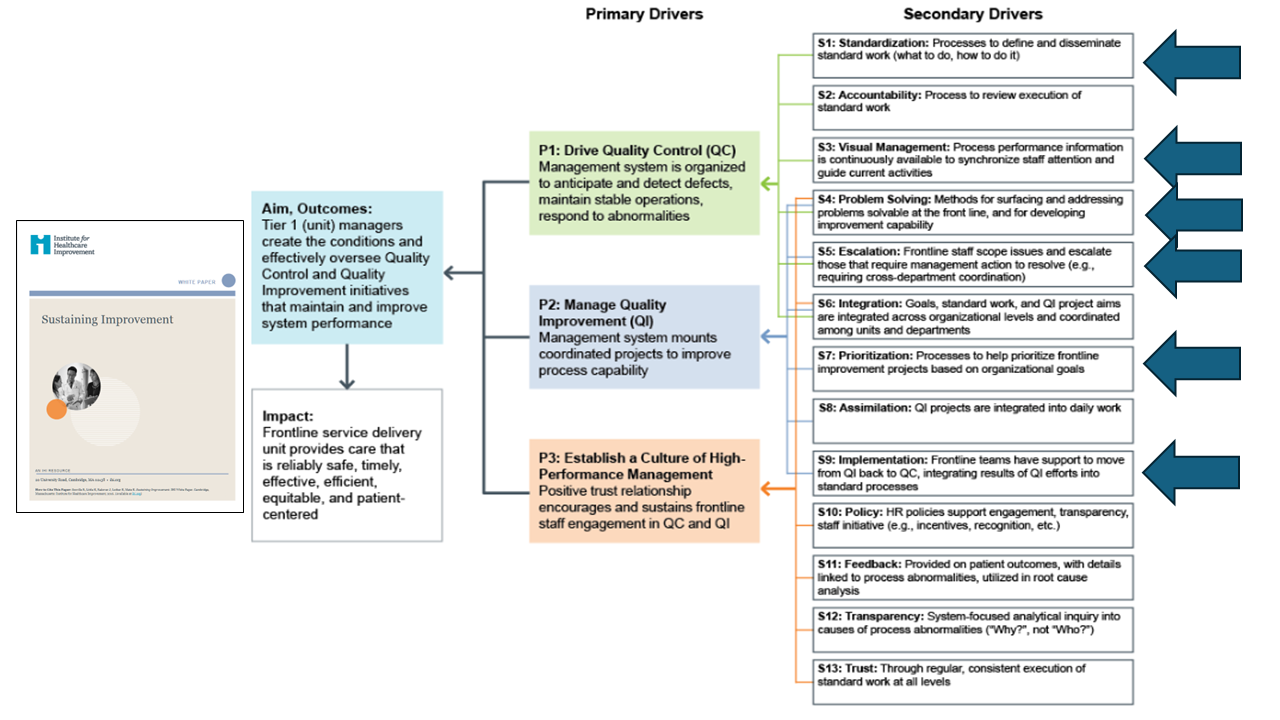 Primary Drivers
Secondary Drivers
Institute for
Healthcare
Improvement
WHITE PAPER
Sustaining Improvement
AN IHI RESOURCE
Aim, Outcomes:
Tier 1 (unit) managers
create the conditions and
effectively oversee Quality
Control and Quality
Improvement initiatives
that maintain and improve
system performance
Impact:
Frontline service delivery
unit provides care that
is reliably safe, timely,
effective, efficient,
equitable, and patient-
centered
P1: Drive Quality Control (QC)
Management system is organized
to anticipate and detect defects,
maintain stable operations,
respond to abnormalities
P2: Manage Quality
Improvement (QI)
Management system mounts
coordinated projects to improve
process capability
P3: Establish a Culture of High-
Performance Management
Positive trust relationship
encourages and sustains frontline
staff engagement in QC and QI
S1: Standardization: Processes to define and disseminate
standard work (what to do, how to do it)
S2: Accountability: Process to review execution of
standard work
S3: Visual Management: Process performance information
is continuously available to synchronize staff attention and
guide current activities
S4: Problem Solving: Methods for surfacing and addressing
problems solvable at the front line, and for developing
improvement capability
S5: Escalation: Frontline staff scope issues and escalate
those that require management action to resolve (e.g.,
requiring cross-department coordination)
S6: Integration: Goals, standard work, and QI project aims
are integrated across organizational levels and coordinated
among units and departments
S7: Prioritization: Processes to help prioritize frontline
improvement projects based on organizational goals
S8: Assimilation: QI projects are integrated into daily work
S9: Implementation: Frontline teams have support to move
from QI back to QC, integrating results of QI efforts into
standard processes
S10: Policy: HR policies support engagement, transparency,
staff initiative (e.g., incentives, recognition, etc.)
S11: Feedback: Provided on patient outcomes, with details
linked to process abnormalities, utilized in root cause
analysis
S12: Transparency: System-focused analytical inquiry into
causes of process abnormalities ("Why?", not "Who?")
S13: Trust: Through regular, consistent execution of
standard work at all levels